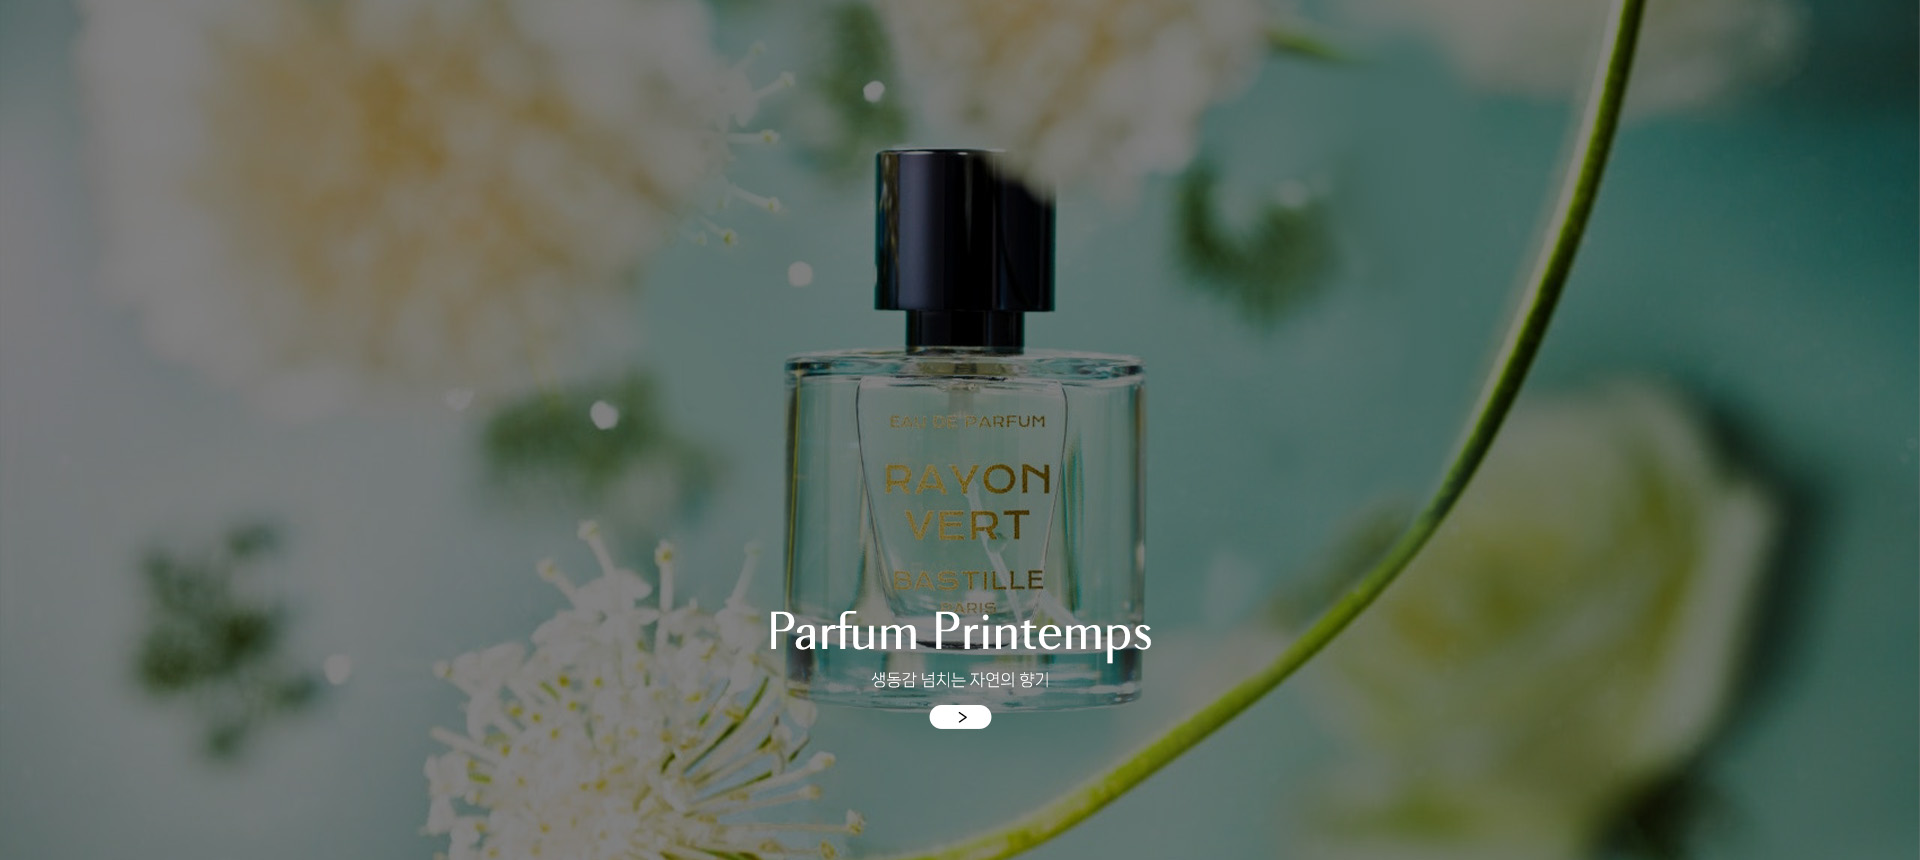 EAU DE PARFUM
RAYON
VERT
BASTILLE
PARIS
Parfum Printemps
생동감 넘치는 자연의 향기